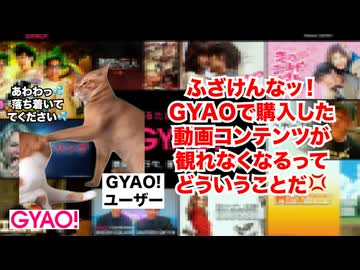 あわわっ💦
落ち着いて
てください💦
ふざけんなッ!
GYAOで購入した
動画コンテンツが
観れなくなるって
どういうことだ💢
GYAO!
ユーザー
GYAO!